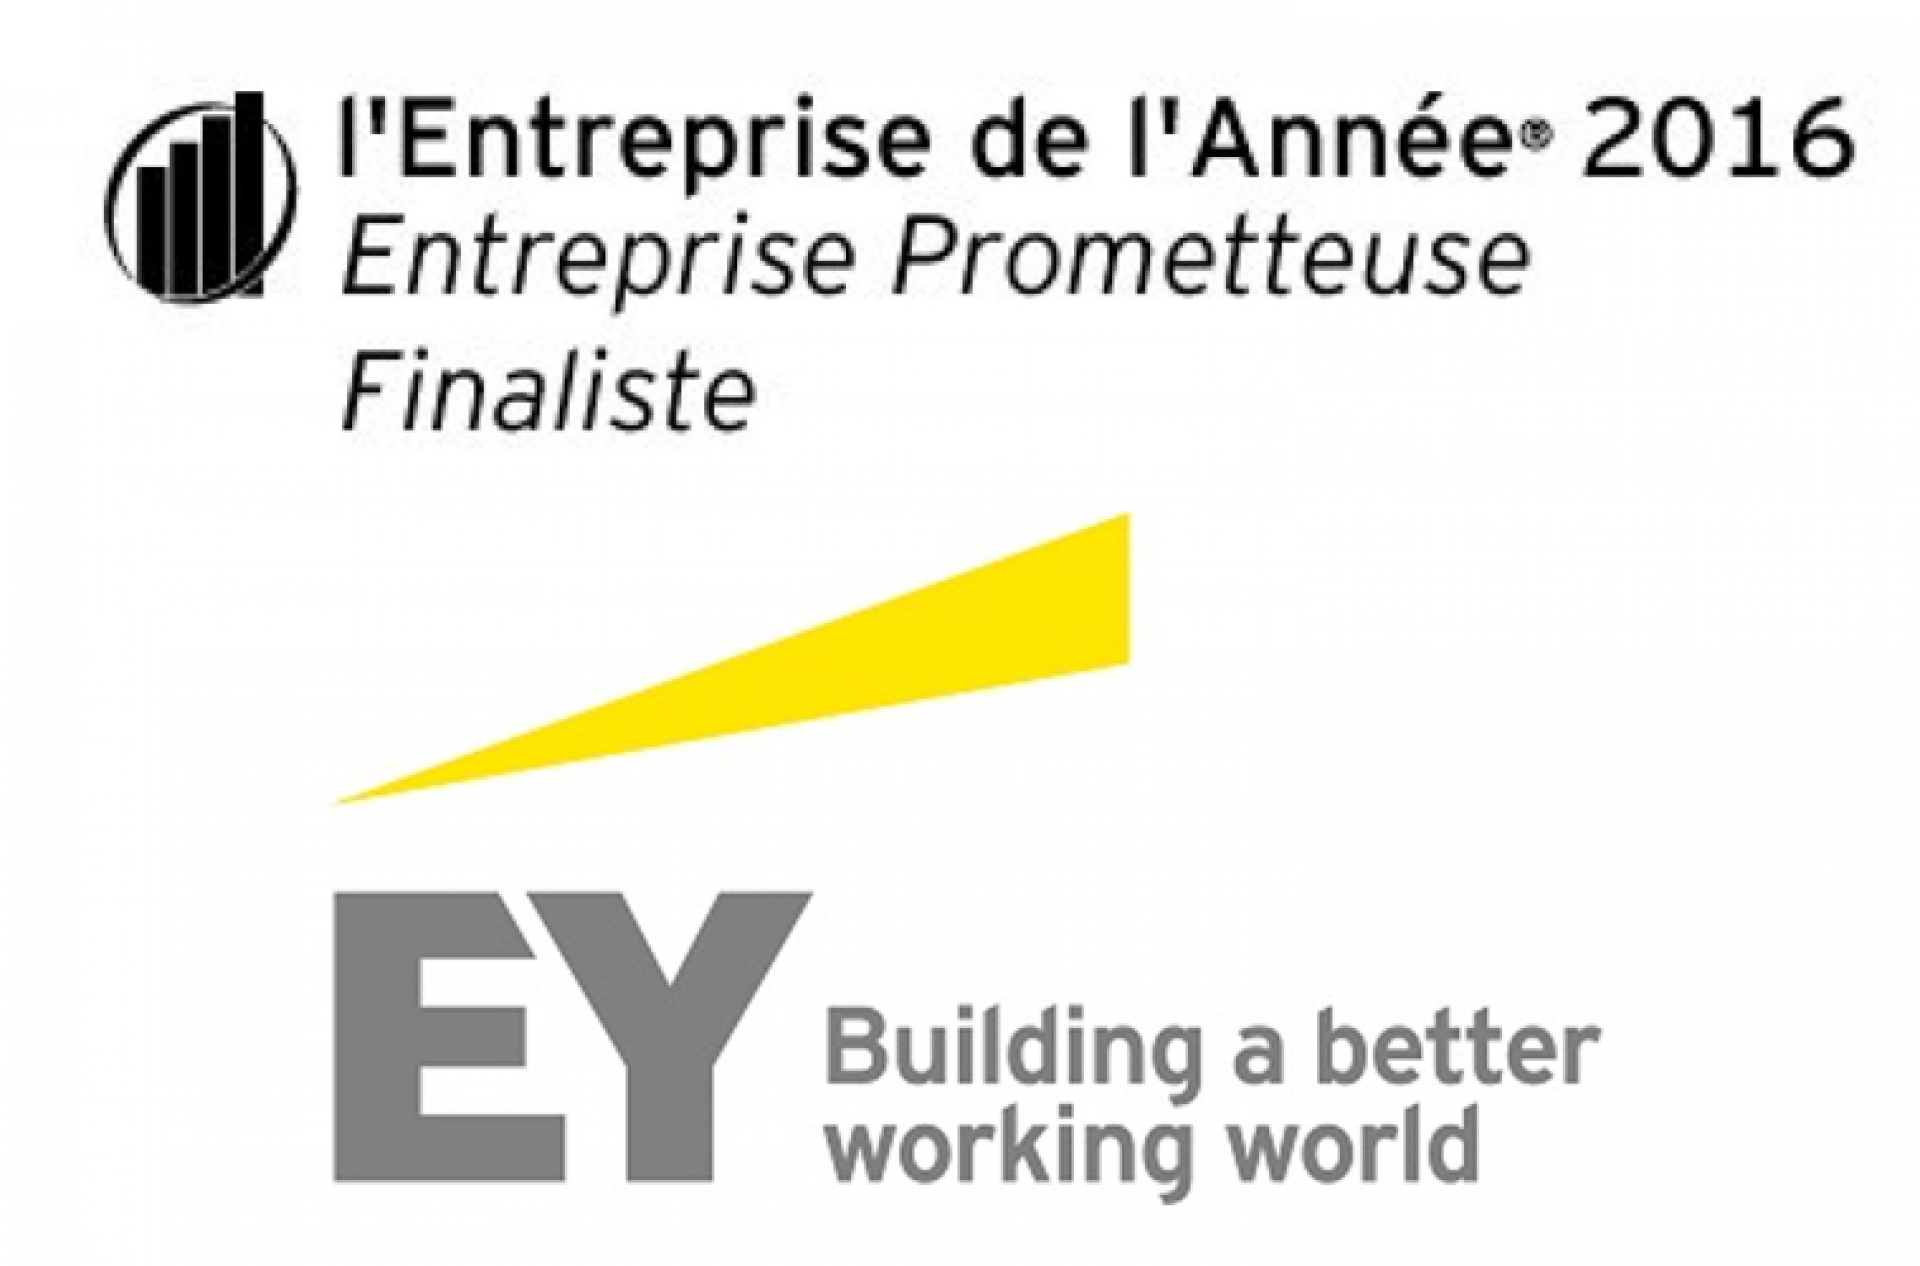 l'Entreprise de l'Année® 2016
Entreprise Prometteuse
Finaliste
EY
Building a better
working world